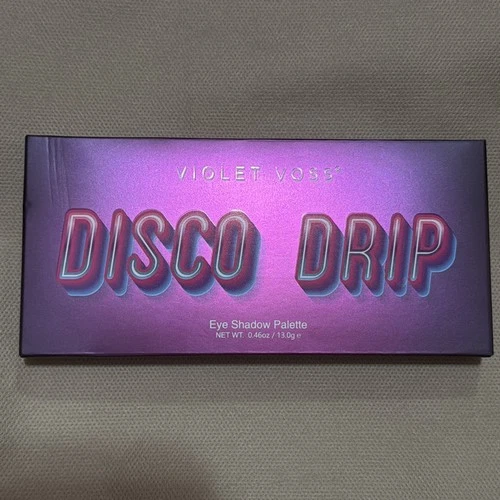 VIOLET VOSS
DISCO DRIP
Eye Shadow Palette
NET WT  0.46oz / 13.0g e